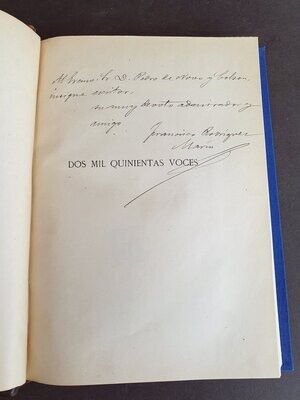 Al Excmo. Sr. D. Pedro de Novo y Colson,
insigne escritor,
su muy devoto admirador y
amigo
Francisco Rodríguez
Marín
DOS MIL QUINIENTAS VOCES